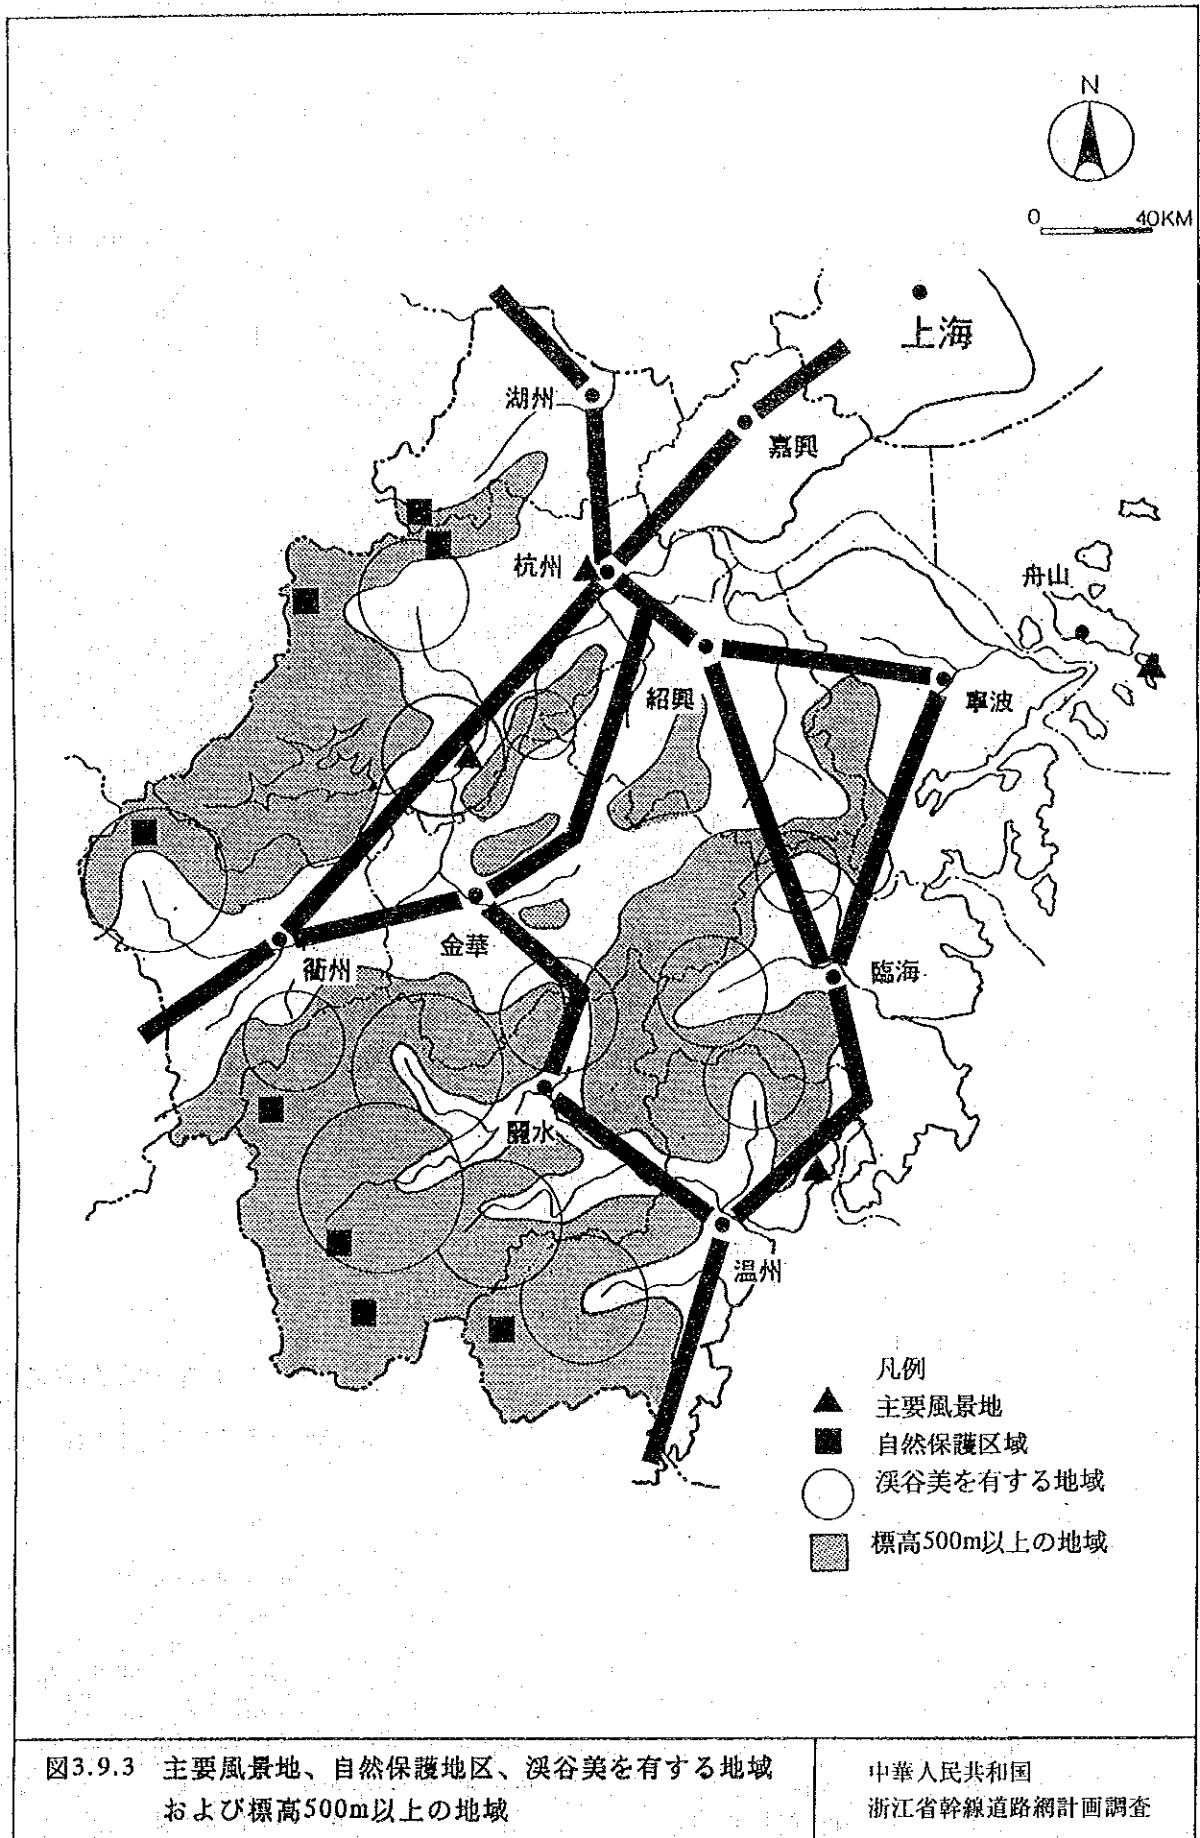 N
0 40KM
上海
湖州
嘉興
杭州
舟山
紹興
寧波
金華
衢州
臨海
麗水
温州
凡例
主要風景地
自然保護区域
渓谷美を有する地域
標高500m以上の地域
図3.9.3 主要風景地、自然保護地区、渓谷美を有する地域
および標高500m以上の地域
中華人民共和国
浙江省幹線道路網計画調査